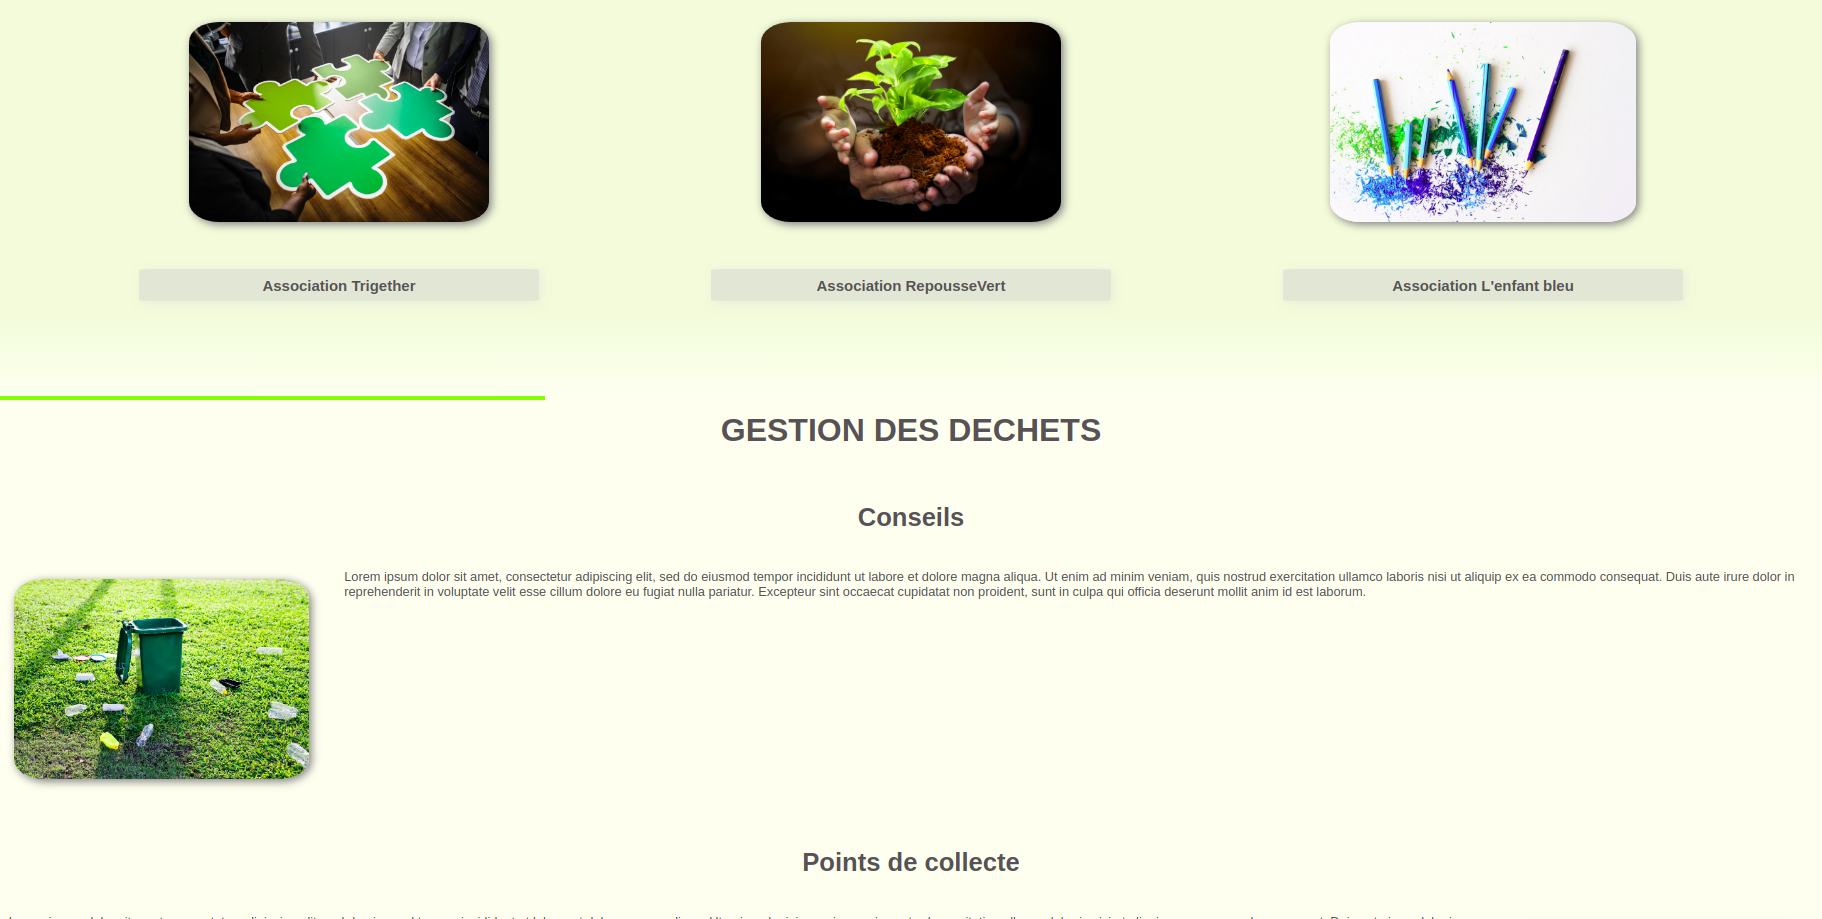 Association Trigether
Association RepousseVert
Association L'enfant bleu
GESTION DES DECHETS
Conseils
Lorem ipsum dolor sit amet, consectetur adipiscing elit, sed do eiusmod tempor incididunt ut labore et dolore magna aliqua. Ut enim ad minim veniam, quis nostrud exercitation ullamco laboris nisi ut aliquip ex ea commodo consequat. Duis aute irure dolor in
reprehenderit in voluptate velit esse cillum dolore eu fugiat nulla pariatur. Excepteur sint occaecat cupidatat non proident, sunt in culpa qui officia deserunt mollit anim id est laborum.
Points de collecte